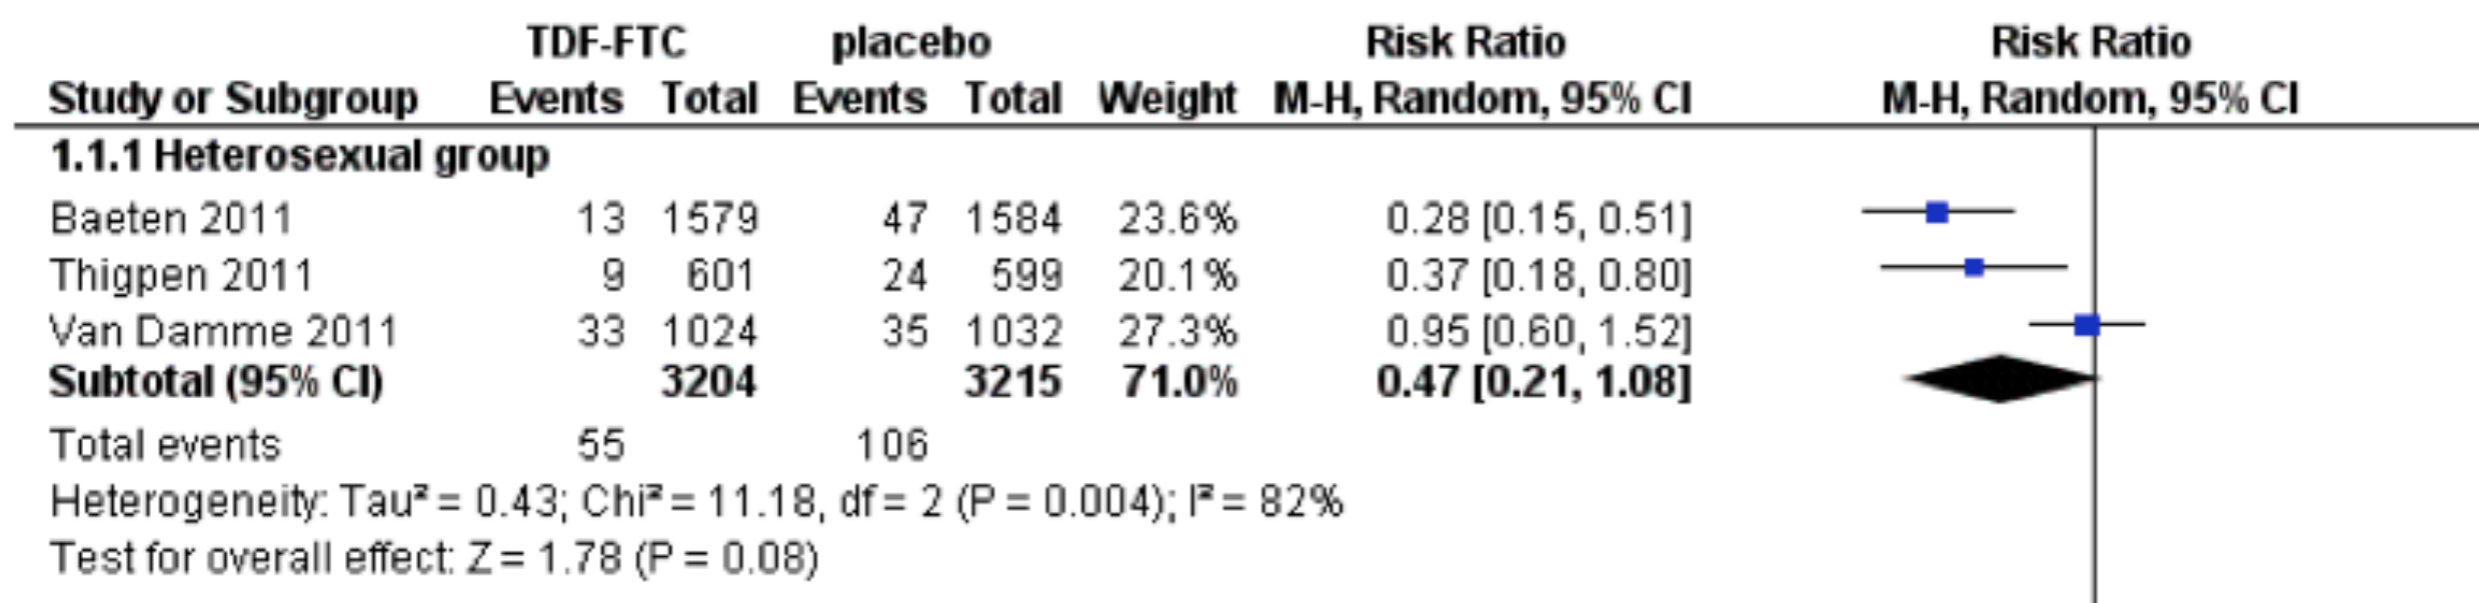 TDF-FTC placebo Risk Ratio Risk Ratio
Study or Subgroup Events Total Events Total Weight M-H, Random, 95% CI M-H, Random, 95% CI
1.1.1 Heterosexual group
Baeten 2011 13 1579 47 1584 23.6% 0.28 [0.15, 0.51]
Thigpen 2011 9 601 24 599 20.1% 0.37 [0.18, 0.80]
Van Damme 2011 33 1024 35 1032 27.3% 0.95 [0.60, 1.52]
Subtotal (95% CI) 3204 3215 71.0% 0.47 [0.21, 1.08]
Total events 55 106
Heterogeneity: Tau² = 0.43; Chi² = 11.18, df = 2 (P = 0.004); I² = 82%
Test for overall effect: Z = 1.78 (P = 0.08)